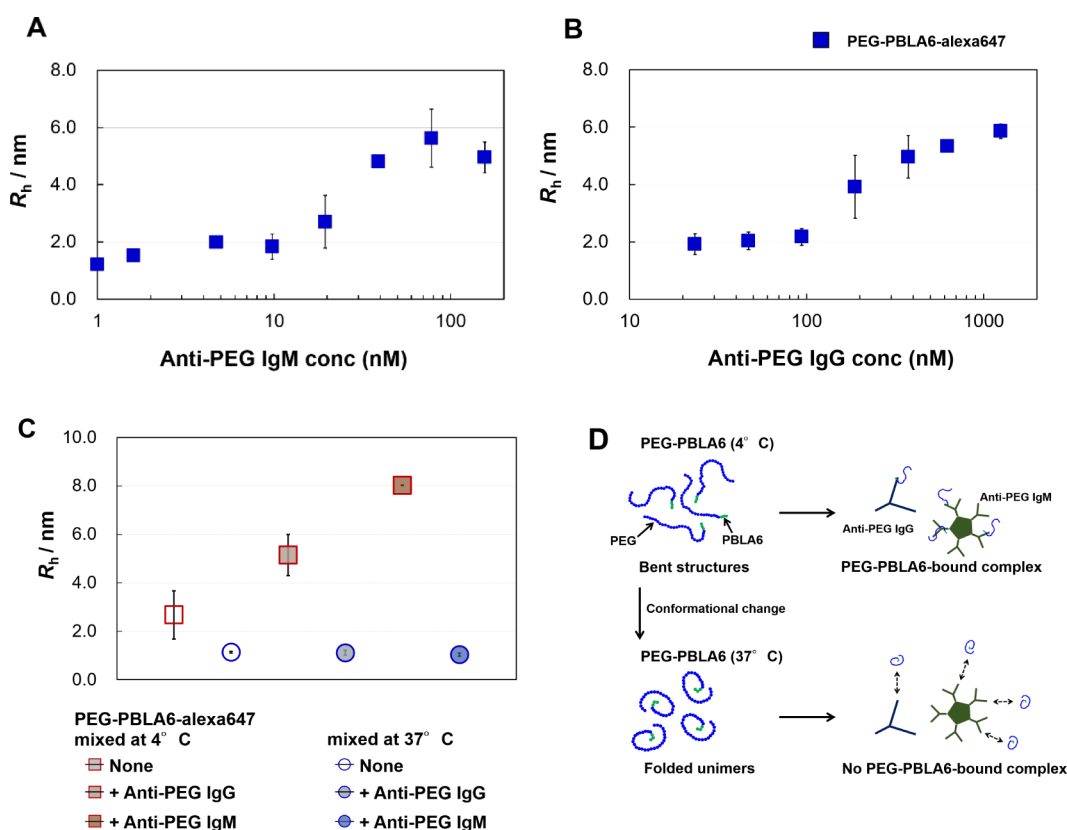 A
8.0
6.0
4.0
2.0
0.0
Rh / nm
1 10 100
Anti-PEG IgM conc (nM)
B
PEG-PBLA6-alexa647
8.0
6.0
4.0
2.0
0.0
Rh / nm
10 100 1000
Anti-PEG IgG conc (nM)
C
10.0
8.0
6.0
4.0
2.0
0.0
Rh / nm
PEG-PBLA6-alexa647
mixed at 4° C
None
+ Anti-PEG IgG
+ Anti-PEG IgM
mixed at 37° C
None
+ Anti-PEG IgG
+ Anti-PEG IgM
D
PEG-PBLA6 (4° C)
PEG
PBLA6
Bent structures
Anti-PEG IgM
Anti-PEG IgG
PEG-PBLA6-bound complex
Conformational change
PEG-PBLA6 (37° C)
Folded unimers
No PEG-PBLA6-bound complex